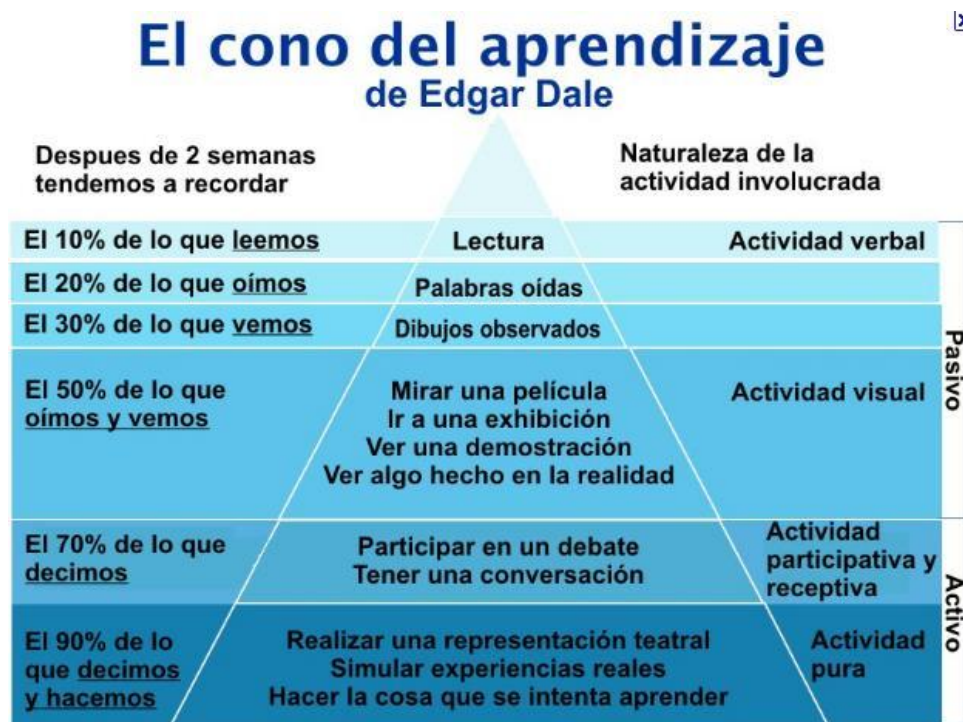 El cono del aprendizaje
de Edgar Dale
Despues de 2 semanas
tendemos a recordar
Naturaleza de la
actividad involucrada
El 10% de lo que leemos
Lectura
Actividad verbal
El 20% de lo que oímos
Palabras oídas
El 30% de lo que vemos
Dibujos observados
El 50% de lo que
oímos y vemos
Mirar una película
Ir a una exhibición
Ver una demostración
Ver algo hecho en la realidad
Actividad visual
Pasivo
El 70% de lo que
decimos
Participar en un debate
Tener una conversación
Actividad
participativa y
receptiva
El 90% de lo
que decimos
y hacemos
Realizar una representación teatral
Simular experiencias reales
Hacer la cosa que se intenta aprender
Actividad
pura
Activo